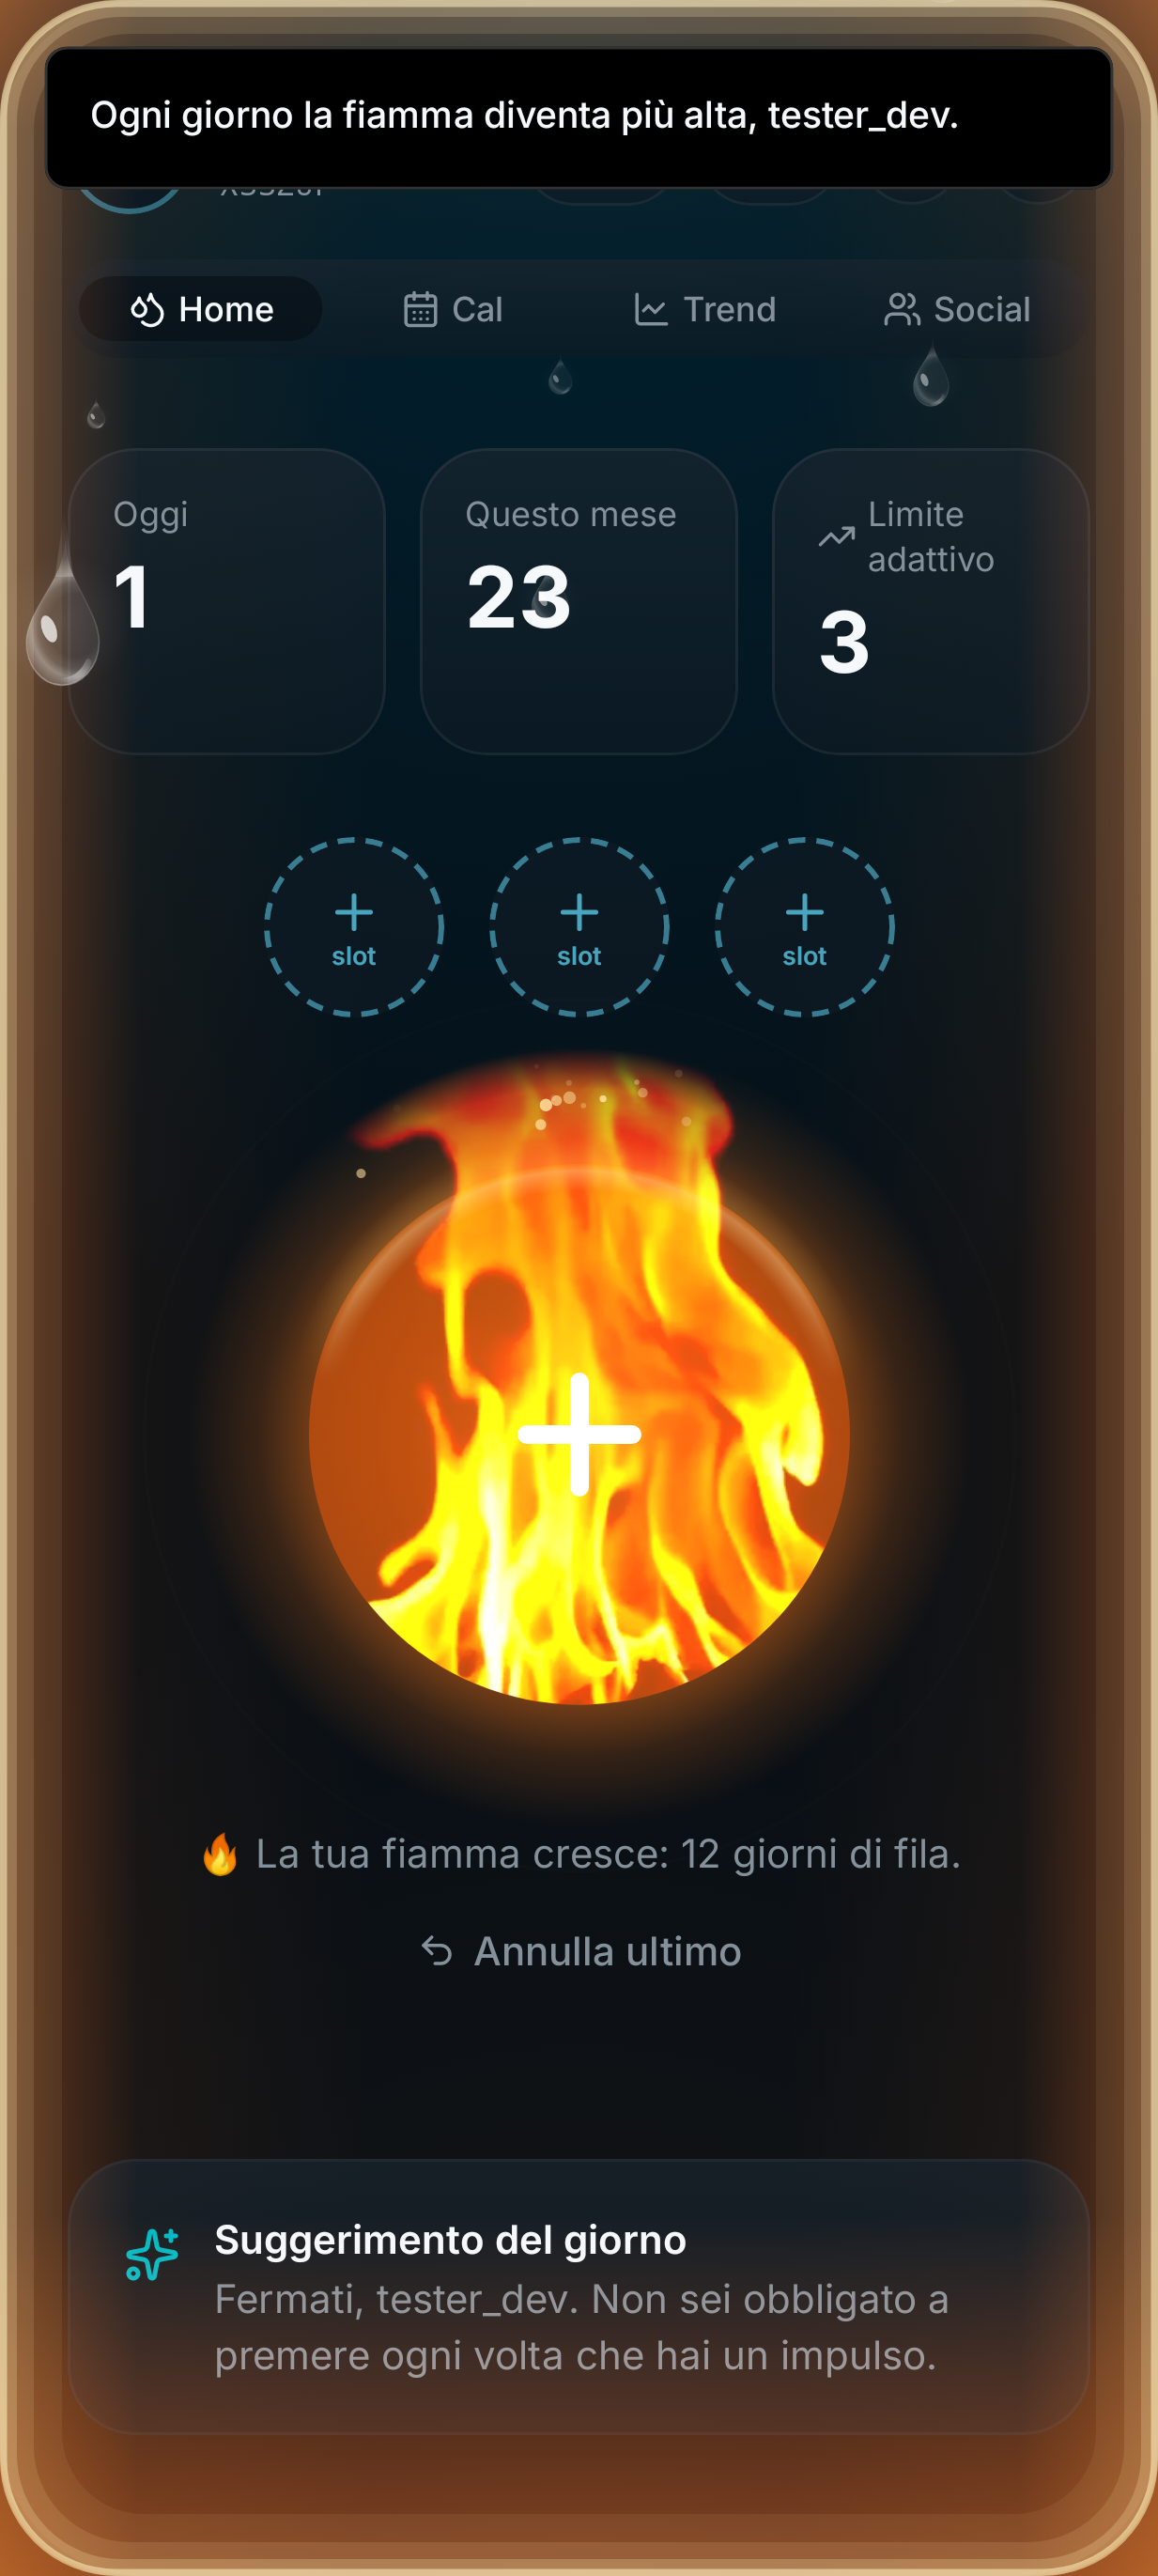 Ogni giorno la fiamma diventa più alta, tester_dev.
Home
Cal
Trend
Social
Oggi
1
Questo mese
23
Limite
adattivo
3
slot
slot
slot
🔥 La tua fiamma cresce: 12 giorni di fila.
Annulla ultimo
Suggerimento del giorno
Fermati, tester_dev. Non sei obbligato a
premere ogni volta che hai un impulso.